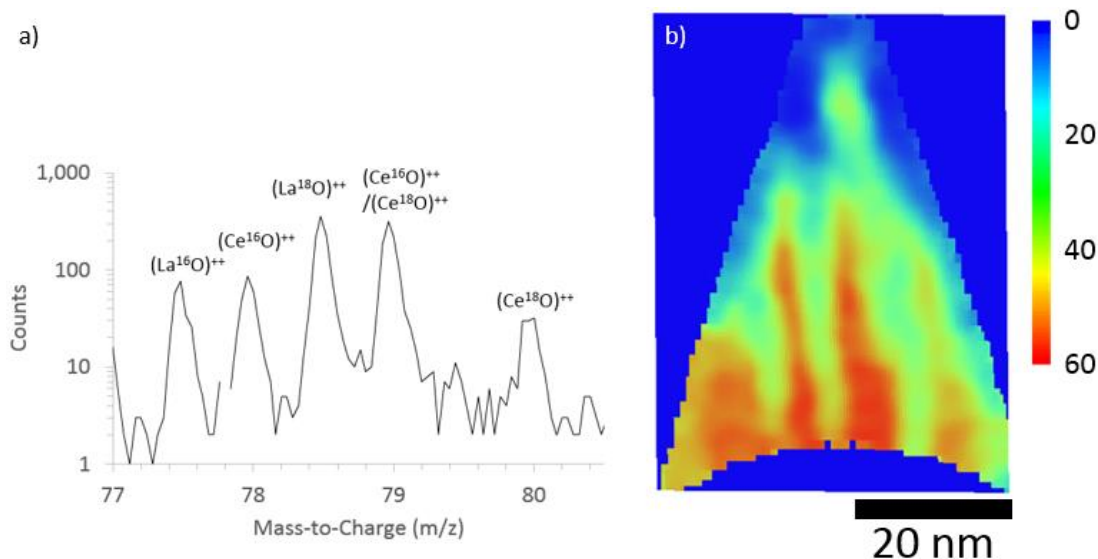 a)
1,000
100
10
1
Counts
77
78
79
80
Mass-to-Charge (m/z)
(La¹⁶O)⁺⁺
(Ce¹⁶O)⁺⁺
(La¹⁸O)⁺⁺
(Ce¹⁶O)⁺⁺
/(Ce¹⁸O)⁺⁺
(Ce¹⁸O)⁺⁺
b)
0
20
40
60
20 nm